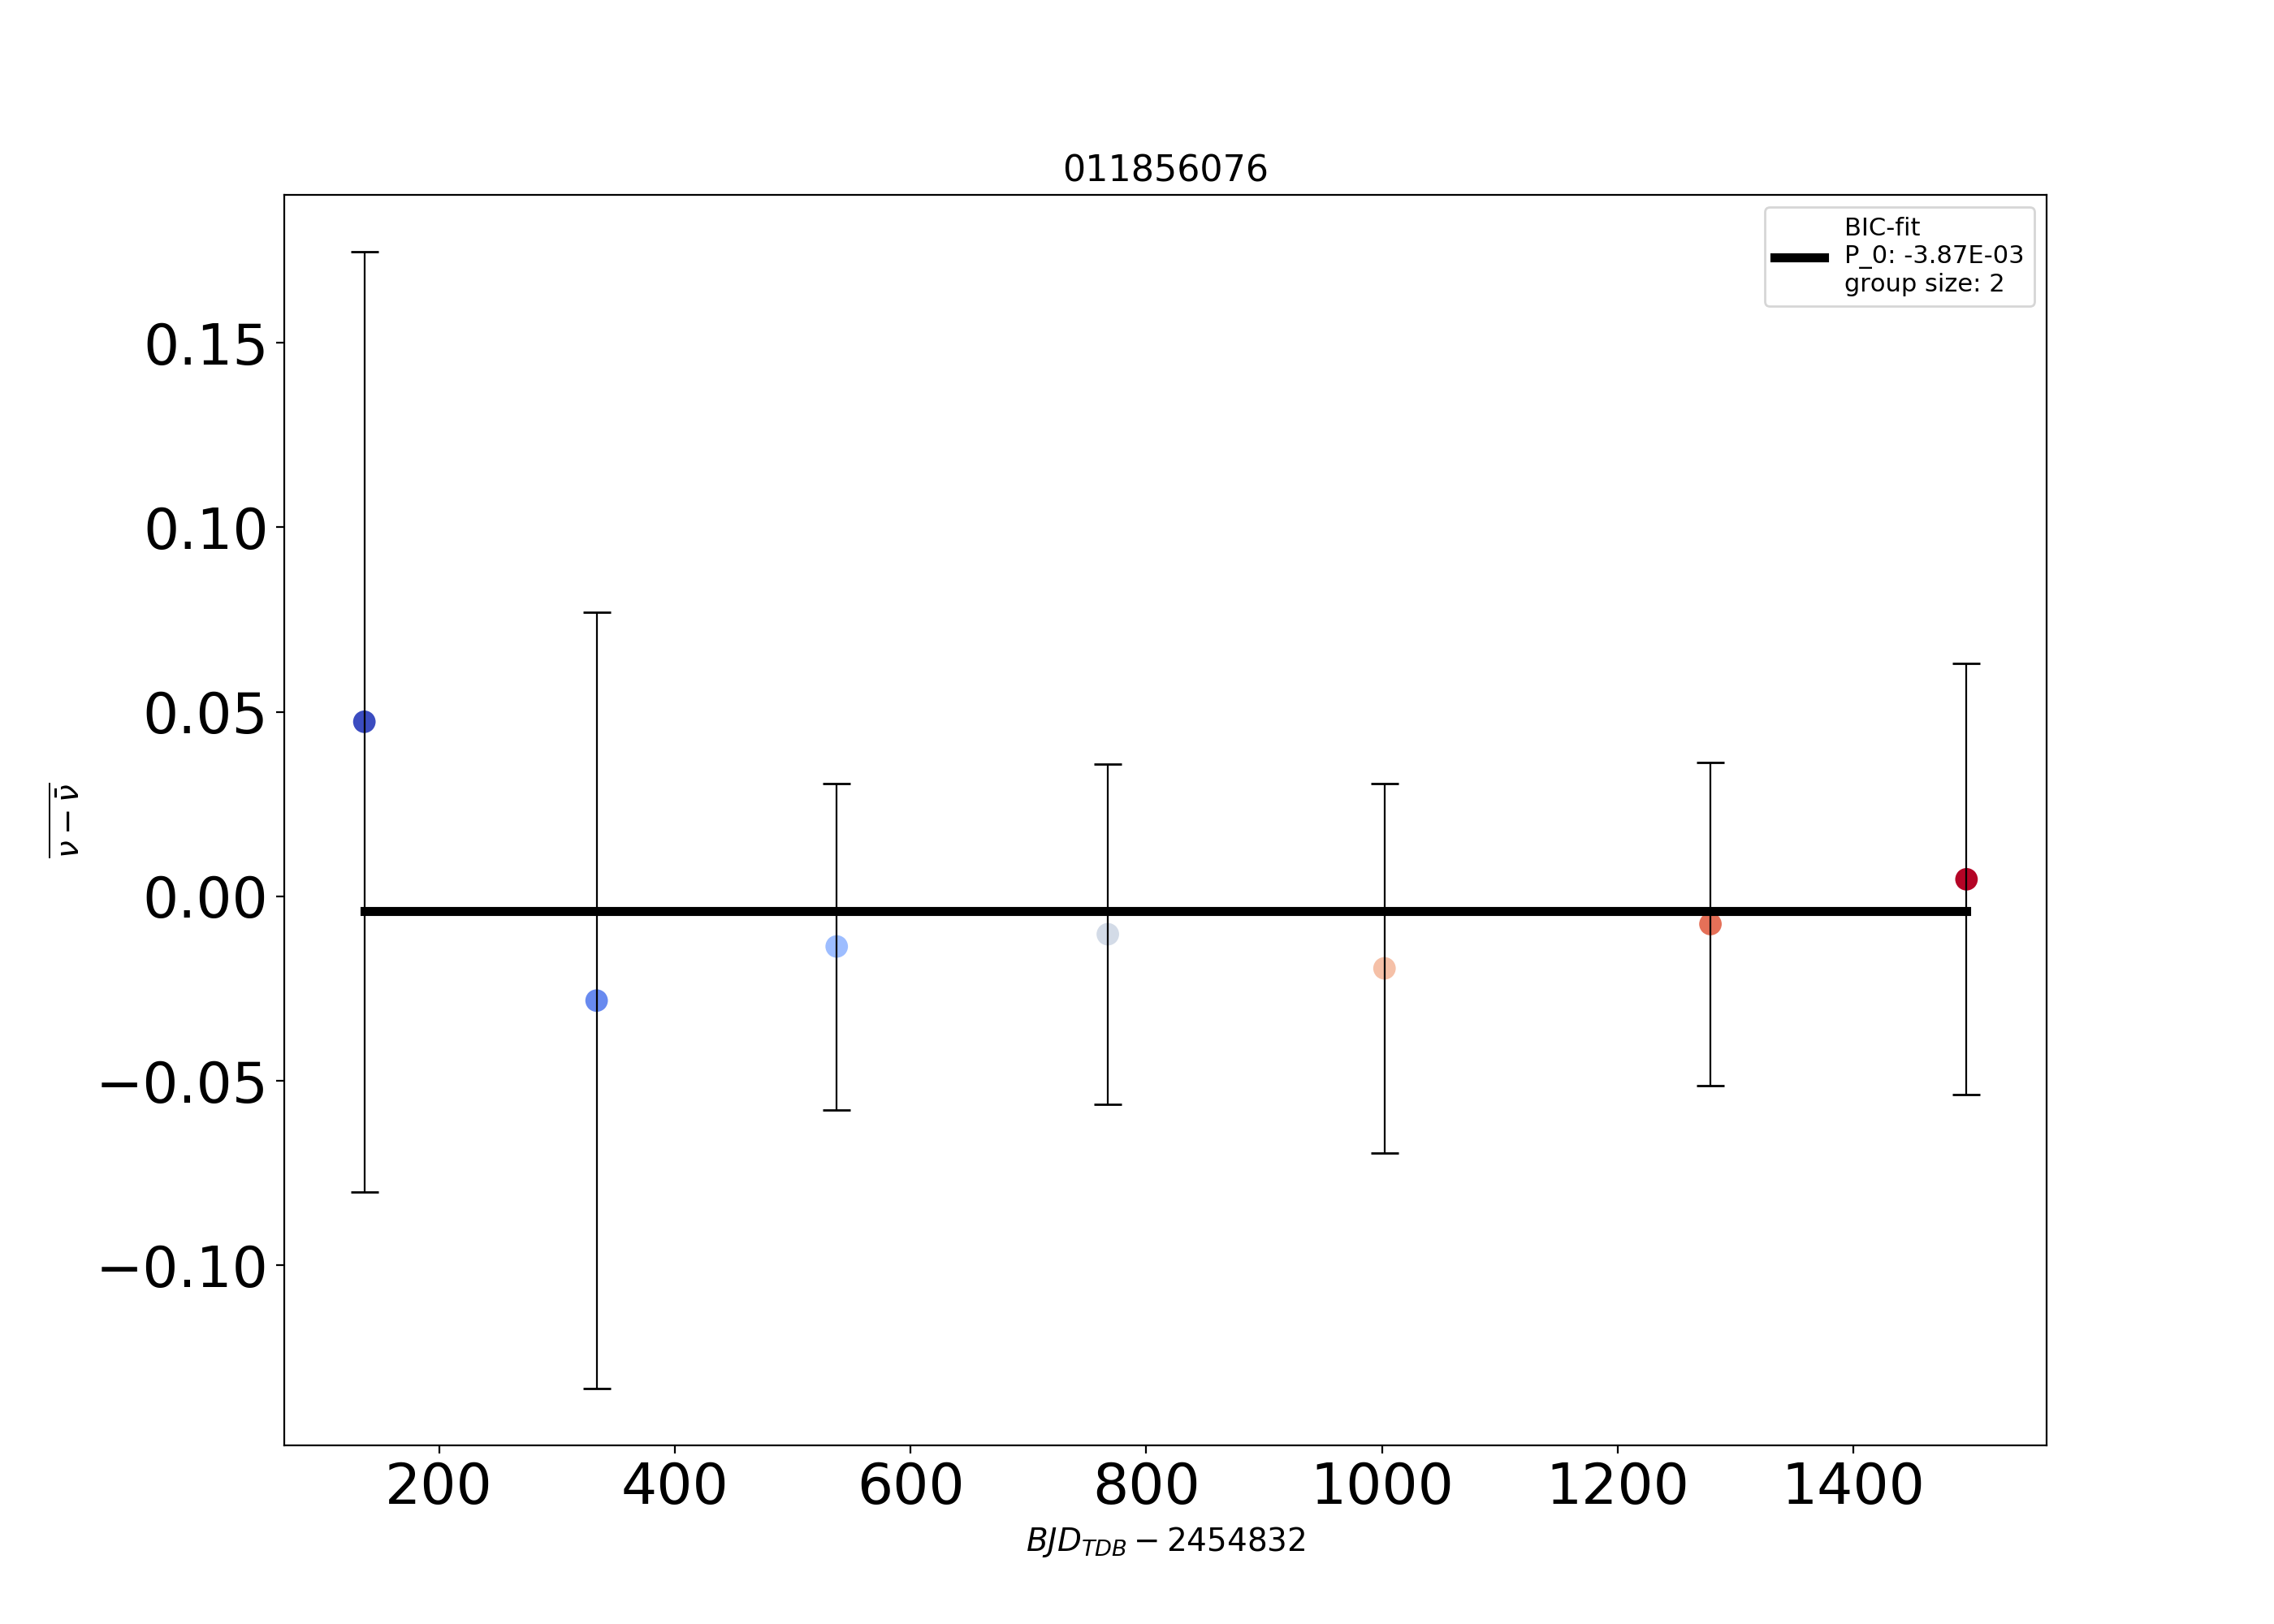 011856076
BIC-fit
P_0: -3.87E-03
group size: 2
0.15
0.10
0.05
0.00
−0.05
−0.10
ν − ν̄
200 400 600 800 1000 1200 1400
BJD_TDB − 2454832